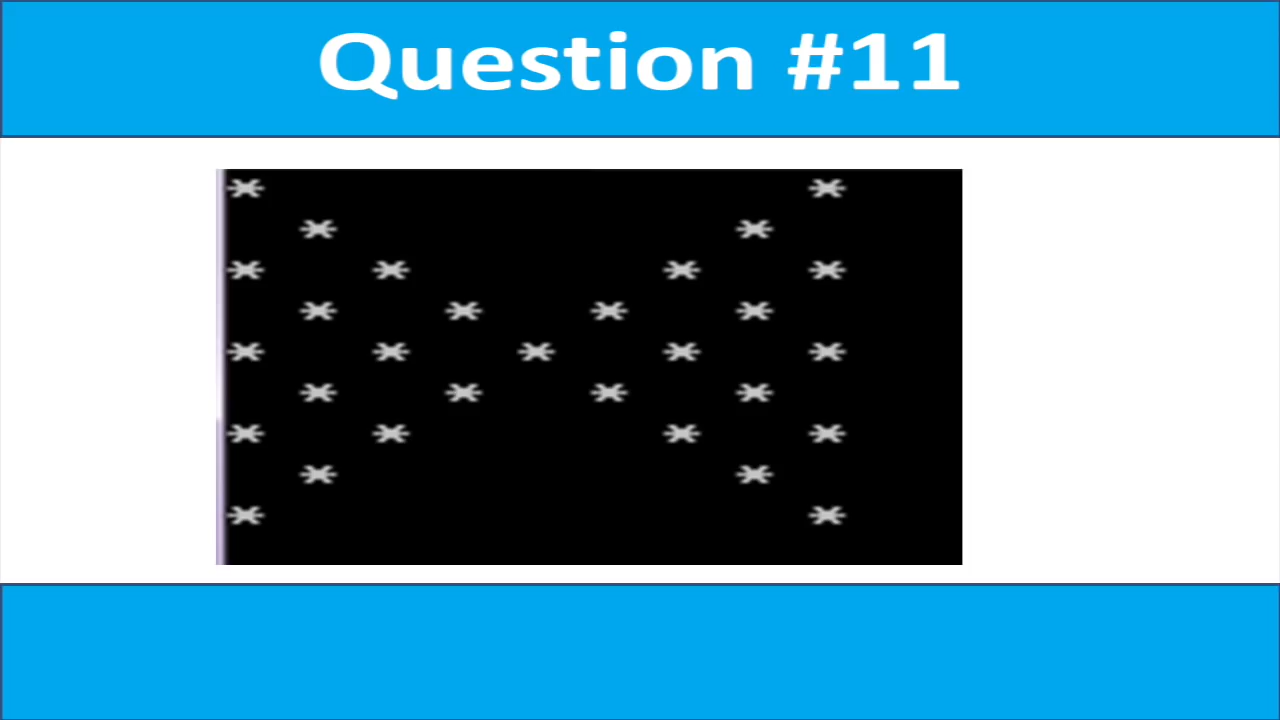 Question #11
*               *
  *           *
*   *       *   *
  *   *   *   *
*   *   *   *   *
  *   *   *   *
*   *       *   *
  *           *
*               *